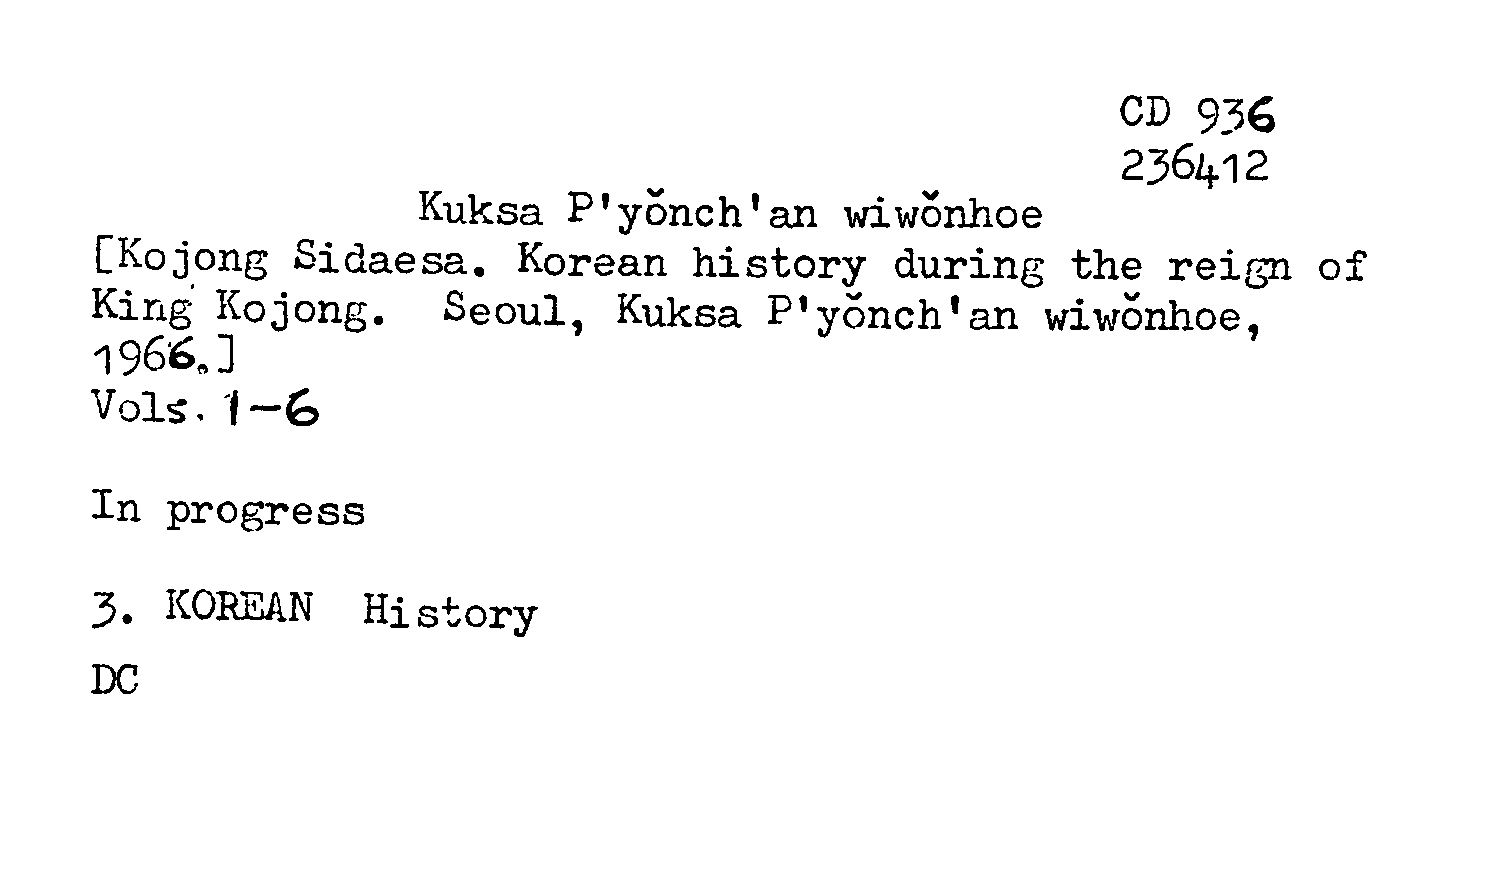 CD 936
236412
Kuksa P'yŏnch'an wiwŏnhoe
[Kojong Sidaesa. Korean history during the reign of
King Kojong. Seoul, Kuksa P'yŏnch'an wiwŏnhoe,
1966.]
Vols. 1-6
In progress
3. KOREAN History
DC